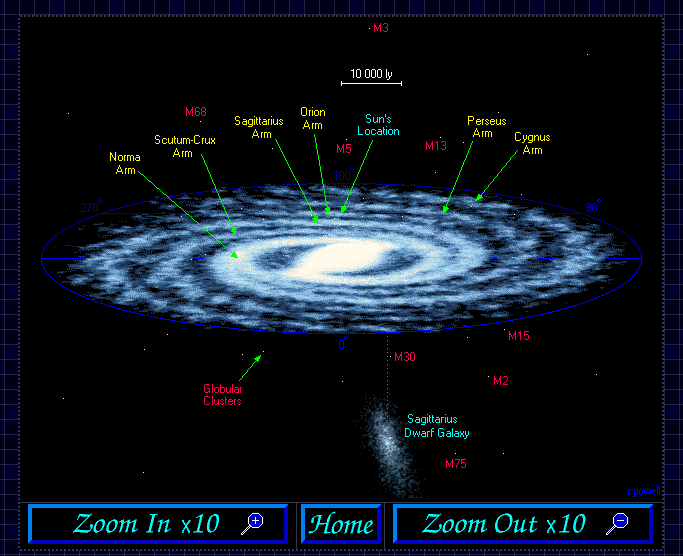 M3
10 000 ly
M68
Sagittarius
Arm
Orion
Arm
Sun's
Location
Perseus
Arm
Cygnus
Arm
Scutum-Crux
Arm
M5
M13
Norma
Arm
180°
270°
90°
0°
M15
M30
Globular
Clusters
M2
Sagittarius
Dwarf Galaxy
M75
rpowell
Zoom In x10
Home
Zoom Out x10